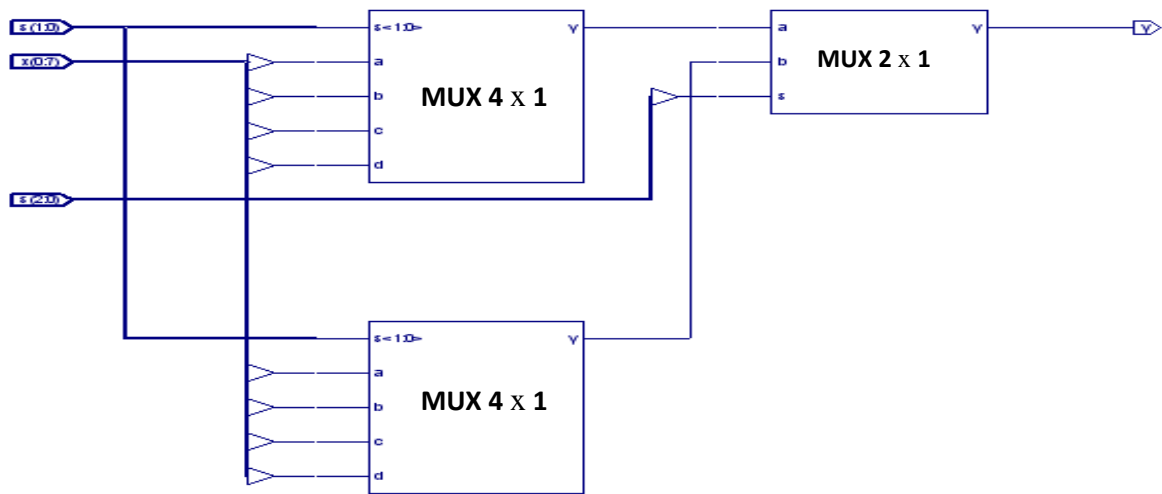 s(1:0)
s<1:0>
y
a
y
y
x(0:7)
a
b
MUX 2 x 1
b
MUX 4 x 1
s
c
d
s(2:0)
s<1:0>
y
a
b
MUX 4 x 1
c
d